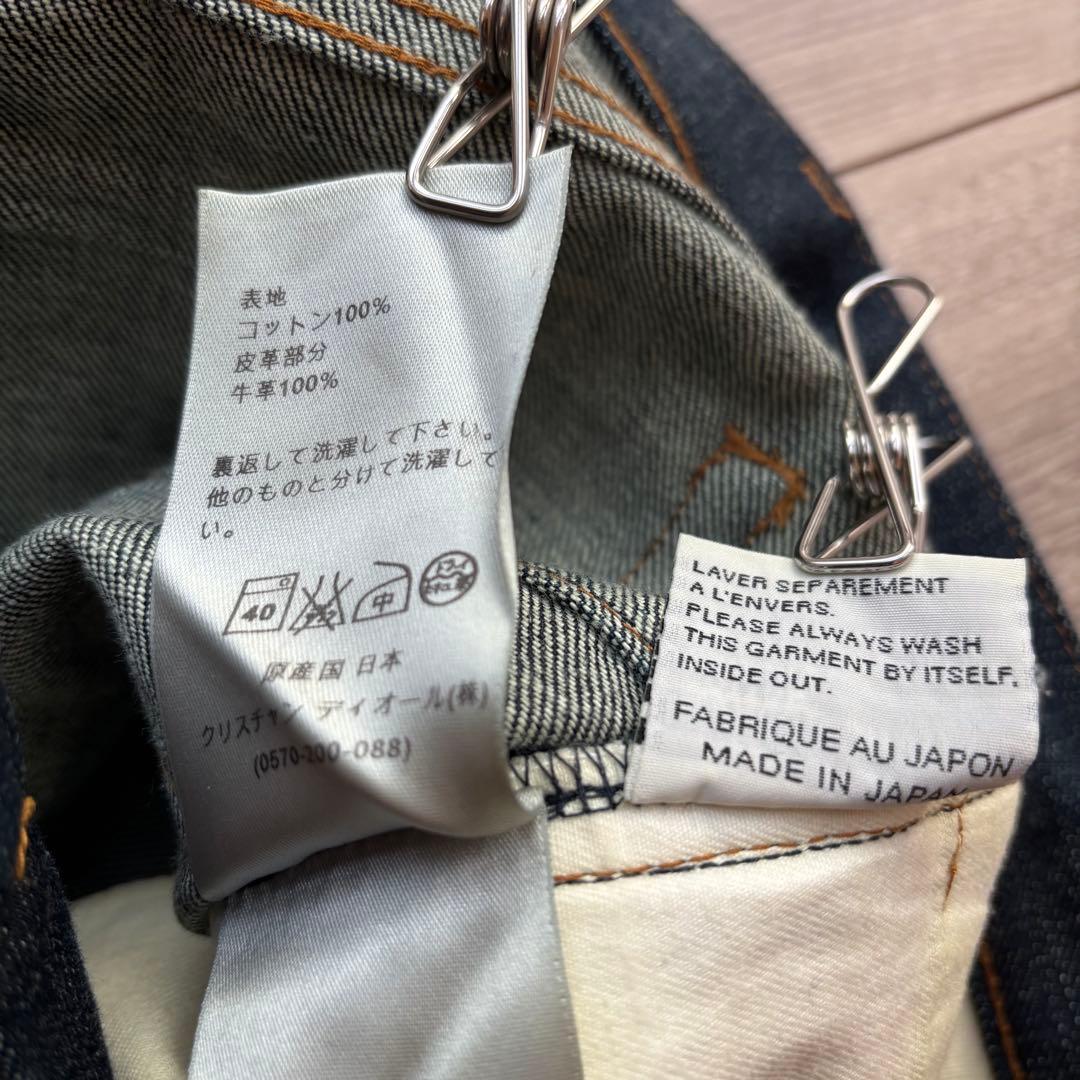 表地
コットン100%
皮革部分
牛革100%
裏返して洗濯して下さい。
他のものと分けて洗濯して
い。
40
中
ドライ
原産国 日本
クリスチャン ディオール(株)
(0570-200-088)
LAVER SEPAREMENT
A L'ENVERS.
PLEASE ALWAYS WASH
THIS GARMENT BY ITSELF.
INSIDE OUT.
FABRIQUE AU JAPON
MADE IN JAPAN